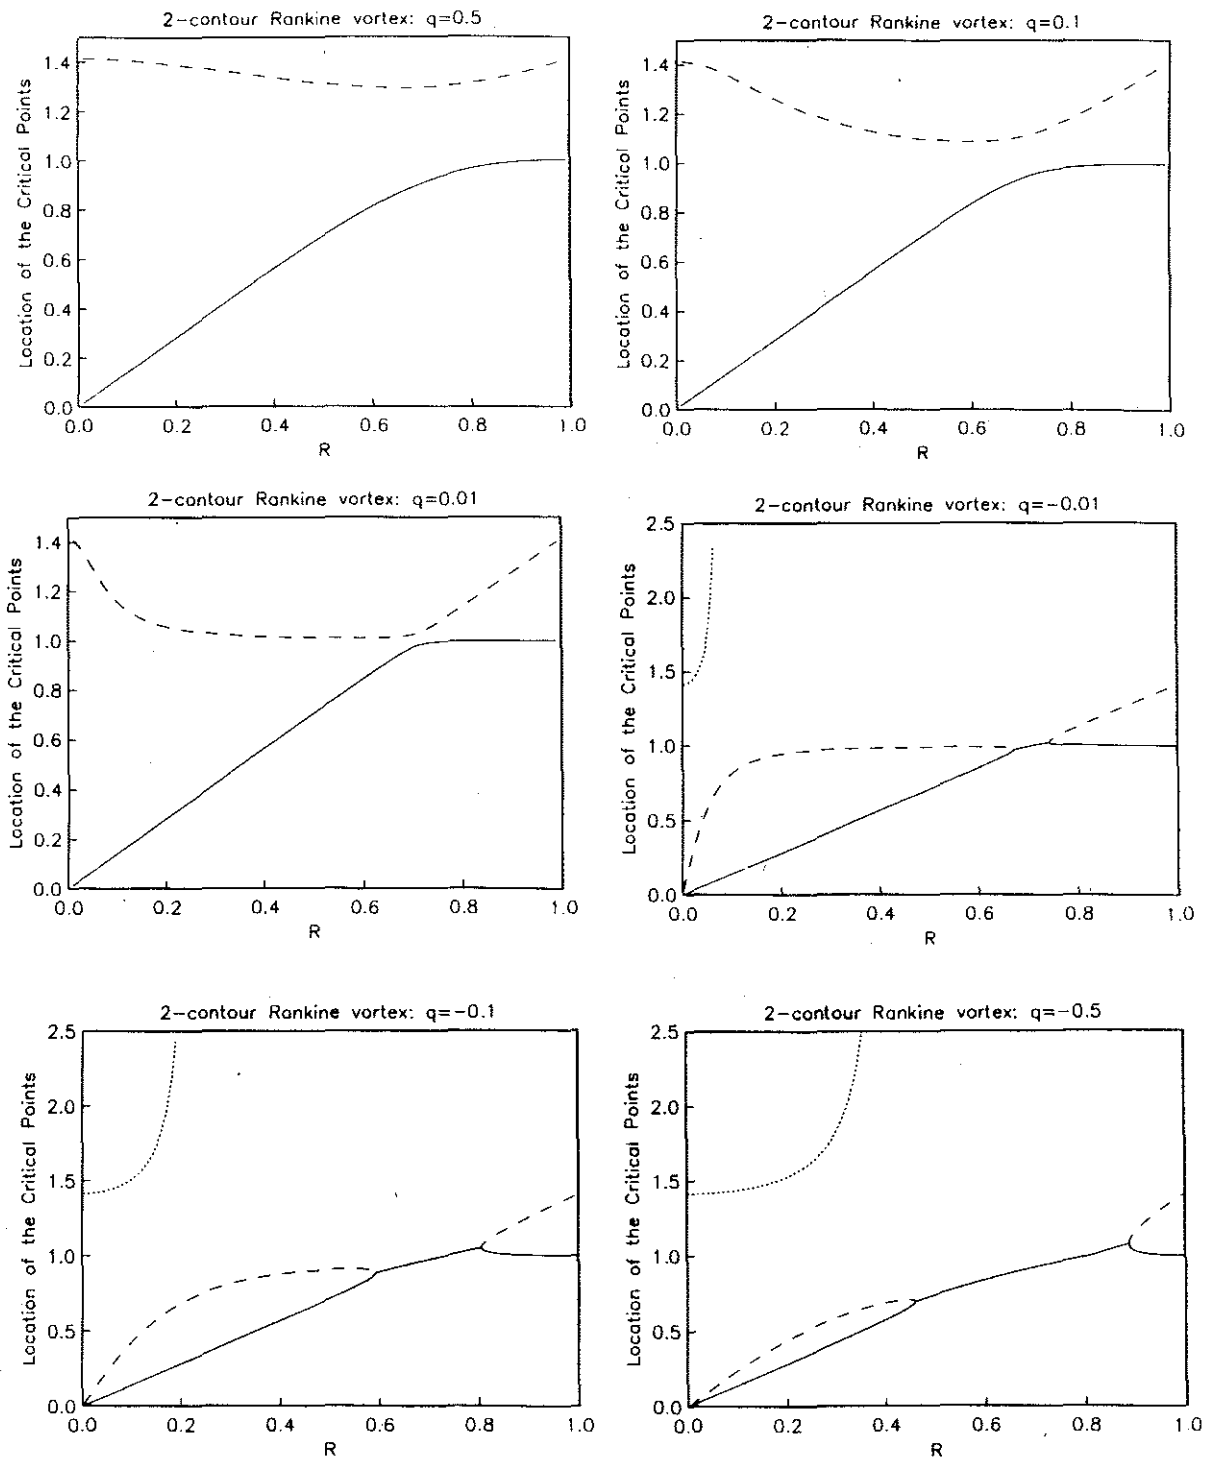 2-contour Rankine vortex: q=0.5
Location of the Critical Points
1.4
1.2
1.0
0.8
0.6
0.4
0.2
0.0
0.0 0.2 0.4 0.6 0.8 1.0
R
2-contour Rankine vortex: q=0.1
Location of the Critical Points
1.4
1.2
1.0
0.8
0.6
0.4
0.2
0.0
0.0 0.2 0.4 0.6 0.8 1.0
R
2-contour Rankine vortex: q=0.01
Location of the Critical Points
1.4
1.2
1.0
0.8
0.6
0.4
0.2
0.0
0.0 0.2 0.4 0.6 0.8 1.0
R
2-contour Rankine vortex: q=-0.01
Location of the Critical Points
2.5
2.0
1.5
1.0
0.5
0.0
0.0 0.2 0.4 0.6 0.8 1.0
R
2-contour Rankine vortex: q=-0.1
Location of the Critical Points
2.5
2.0
1.5
1.0
0.5
0.0
0.0 0.2 0.4 0.6 0.8 1.0
R
2-contour Rankine vortex: q=-0.5
Location of the Critical Points
2.5
2.0
1.5
1.0
0.5
0.0
0.0 0.2 0.4 0.6 0.8 1.0
R